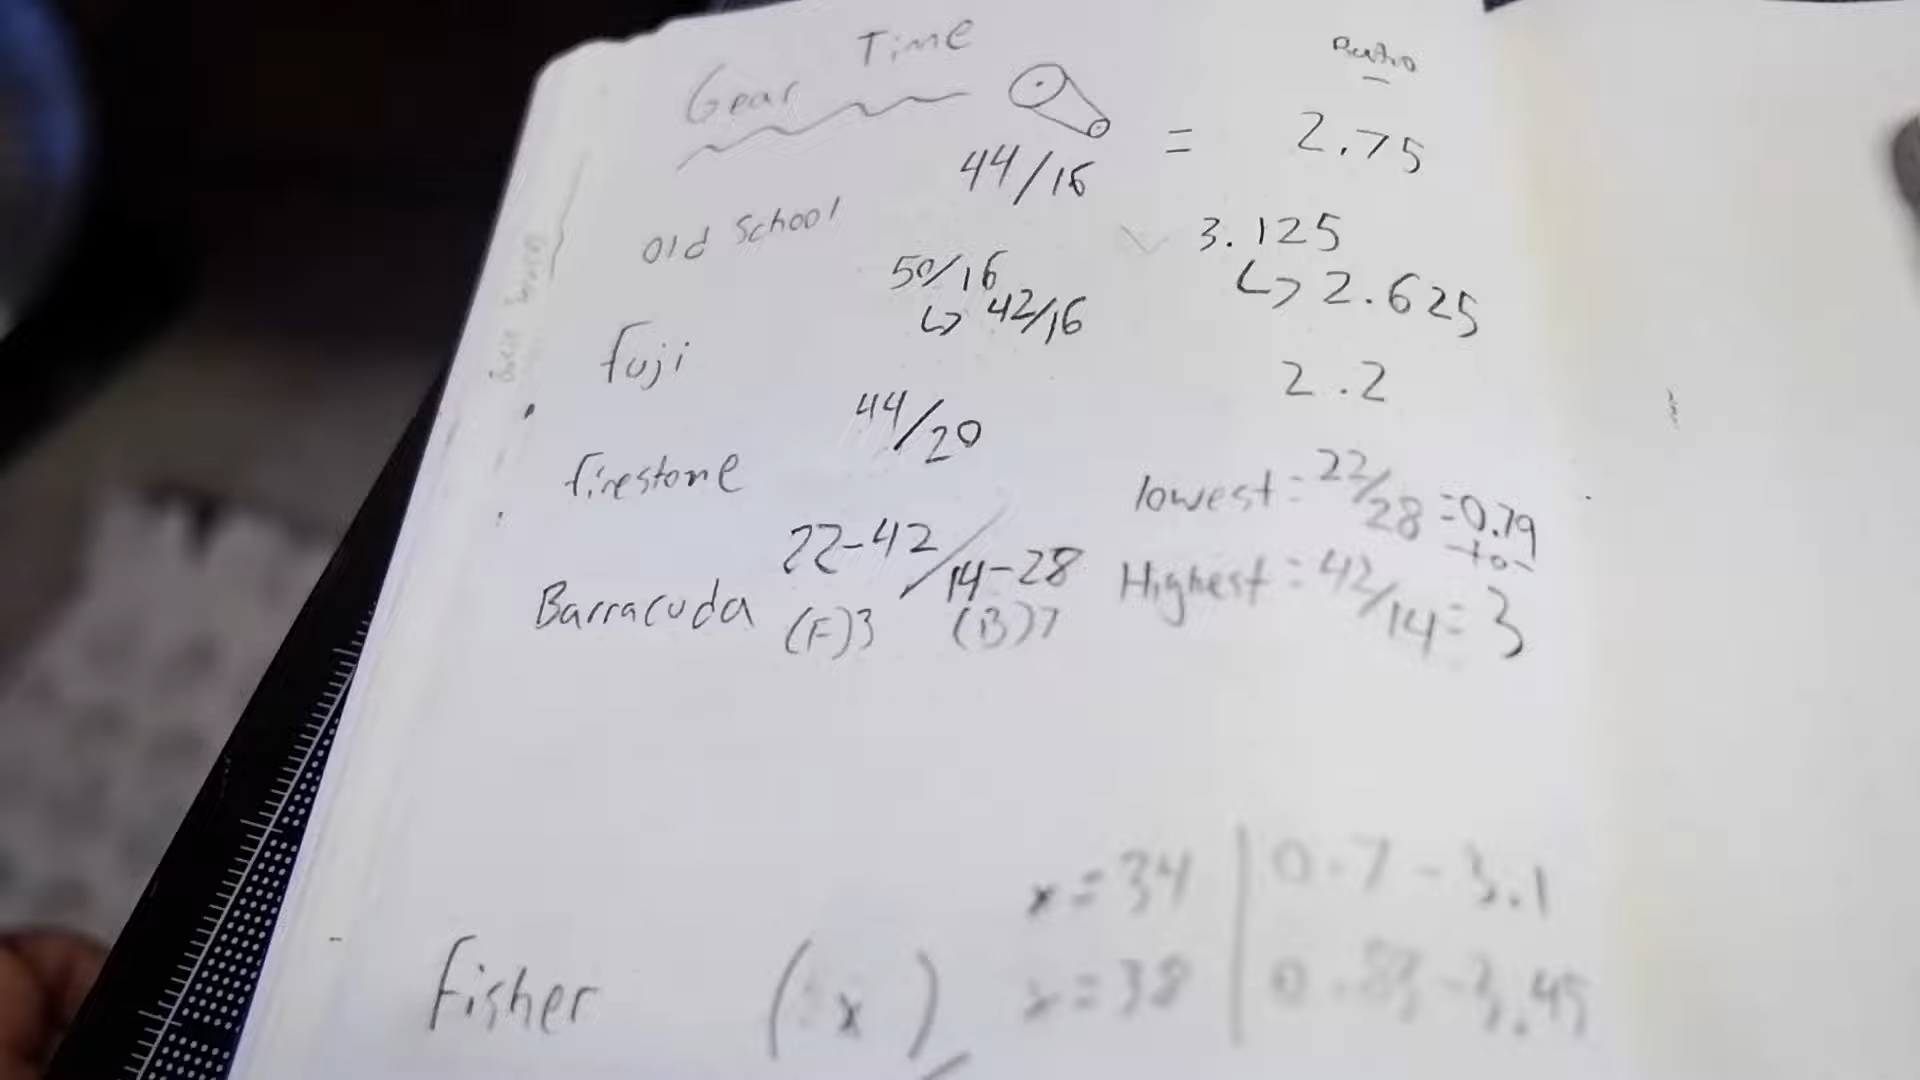 Gear Time
Ratio
44/16 = 2.75
Old School
50/16 3.125
↳ 42/16 ↳ 2.625
fuji
44/20 2.2
firestone
22-42/14-28 lowest = 22/28 = 0.79
-to-
Barracuda (F)3 (B)7 Highest = 42/14 = 3
x = 34 | 0.7 - 3.1
fisher (x) x = 38 |